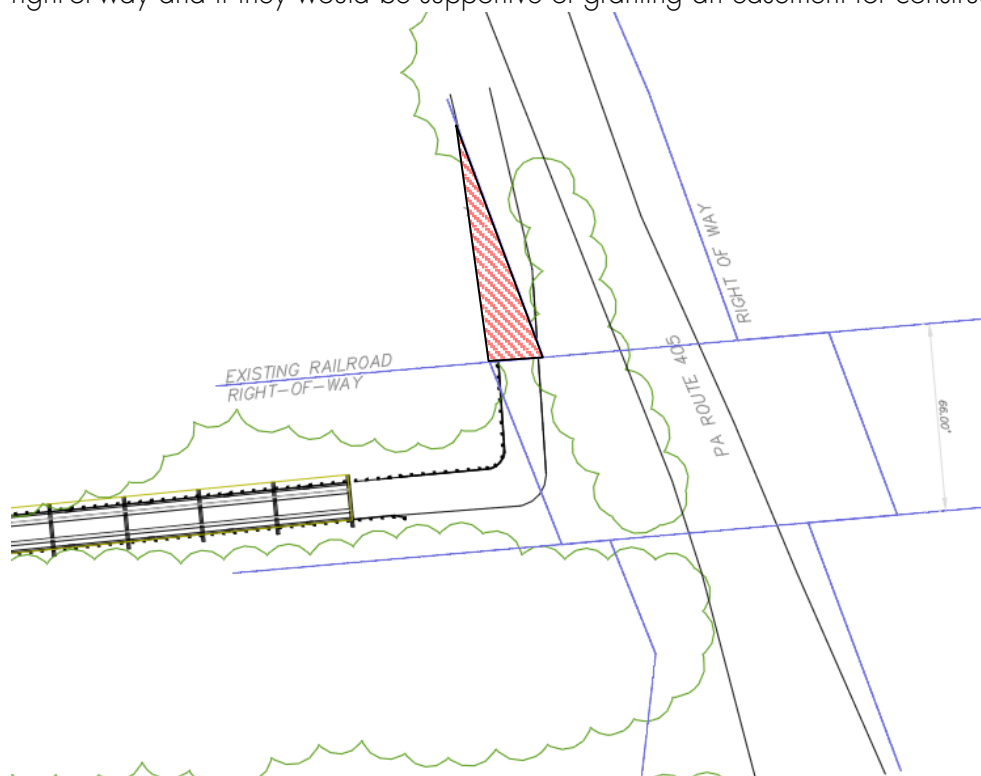 right-of-way and if they would be supportive of granting an easement for construc
RIGHT OF WAY
EXISTING RAILROAD
RIGHT-OF-WAY
PA ROUTE 405
66.00'